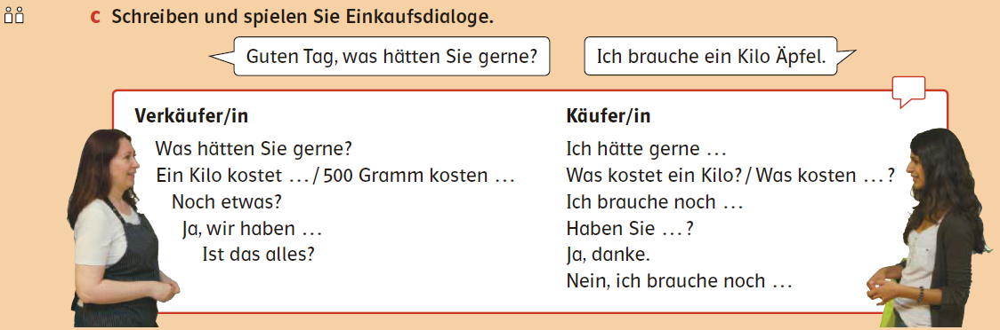 c Schreiben und spielen Sie Einkaufsdialoge.
Guten Tag, was hätten Sie gerne?
Ich brauche ein Kilo Äpfel.
Verkäufer/in
Was hätten Sie gerne?
Ein Kilo kostet … / 500 Gramm kosten …
Noch etwas?
Ja, wir haben …
Ist das alles?
Käufer/in
Ich hätte gerne …
Was kostet ein Kilo? / Was kosten … ?
Ich brauche noch …
Haben Sie … ?
Ja, danke.
Nein, ich brauche noch …